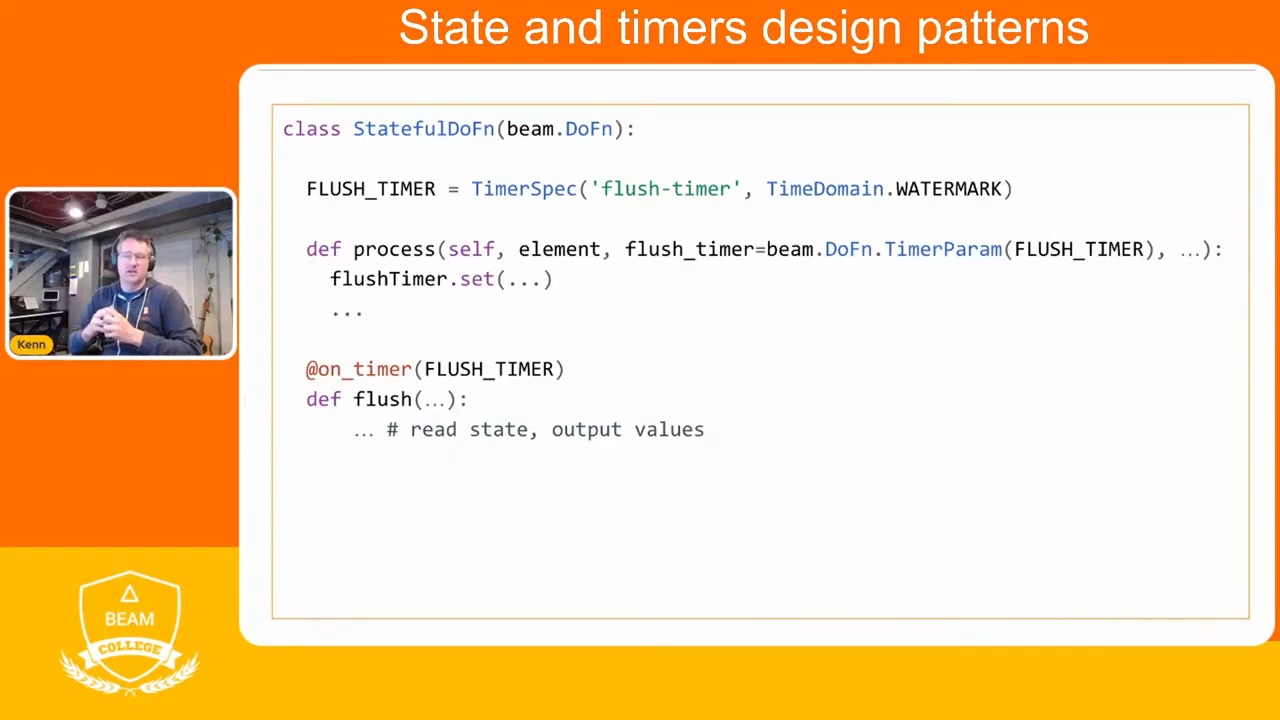 State and timers design patterns
class StatefulDoFn(beam.DoFn):
FLUSH_TIMER = TimerSpec('flush-timer', TimeDomain.WATERMARK)
def process(self, element, flush_timer=beam.DoFn.TimerParam(FLUSH_TIMER), …):
flushTimer.set(...)
...
@on_timer(FLUSH_TIMER)
def flush(…):
… # read state, output values
Kenn
BEAM
COLLEGE